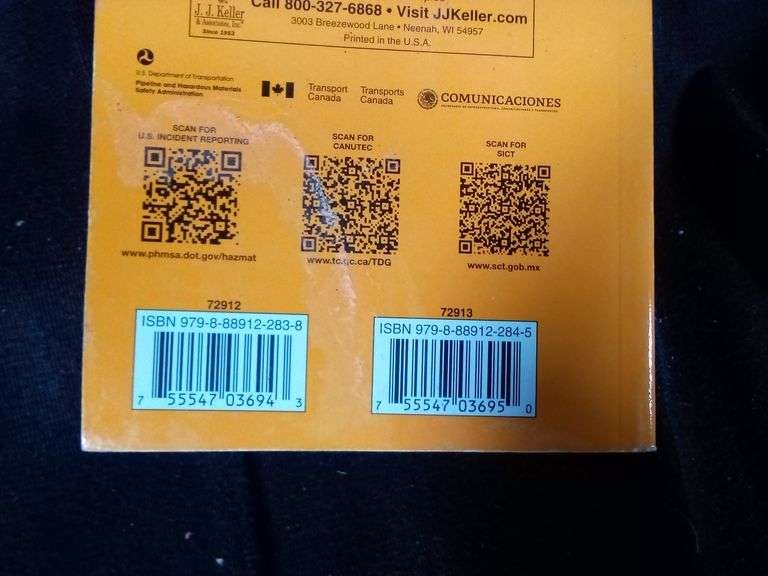 J. J. Keller
& Associates, Inc.®
Since 1953
Call 800-327-6868 • Visit JJKeller.com
3003 Breezewood Lane • Neenah, WI 54957
Printed in the U.S.A.
U.S. Department of Transportation
Pipeline and Hazardous Materials
Safety Administration
Transport Canada
Transports Canada
COMUNICACIONES
SCAN FOR
U.S. INCIDENT REPORTING
www.phmsa.dot.gov/hazmat
SCAN FOR
CANUTEC
www.tc.gc.ca/TDG
SCAN FOR
SICT
www.sct.gob.mx
72912
ISBN 979-8-88912-283-8
7 55547 03694 3
72913
ISBN 979-8-88912-284-5
7 55547 03695 0